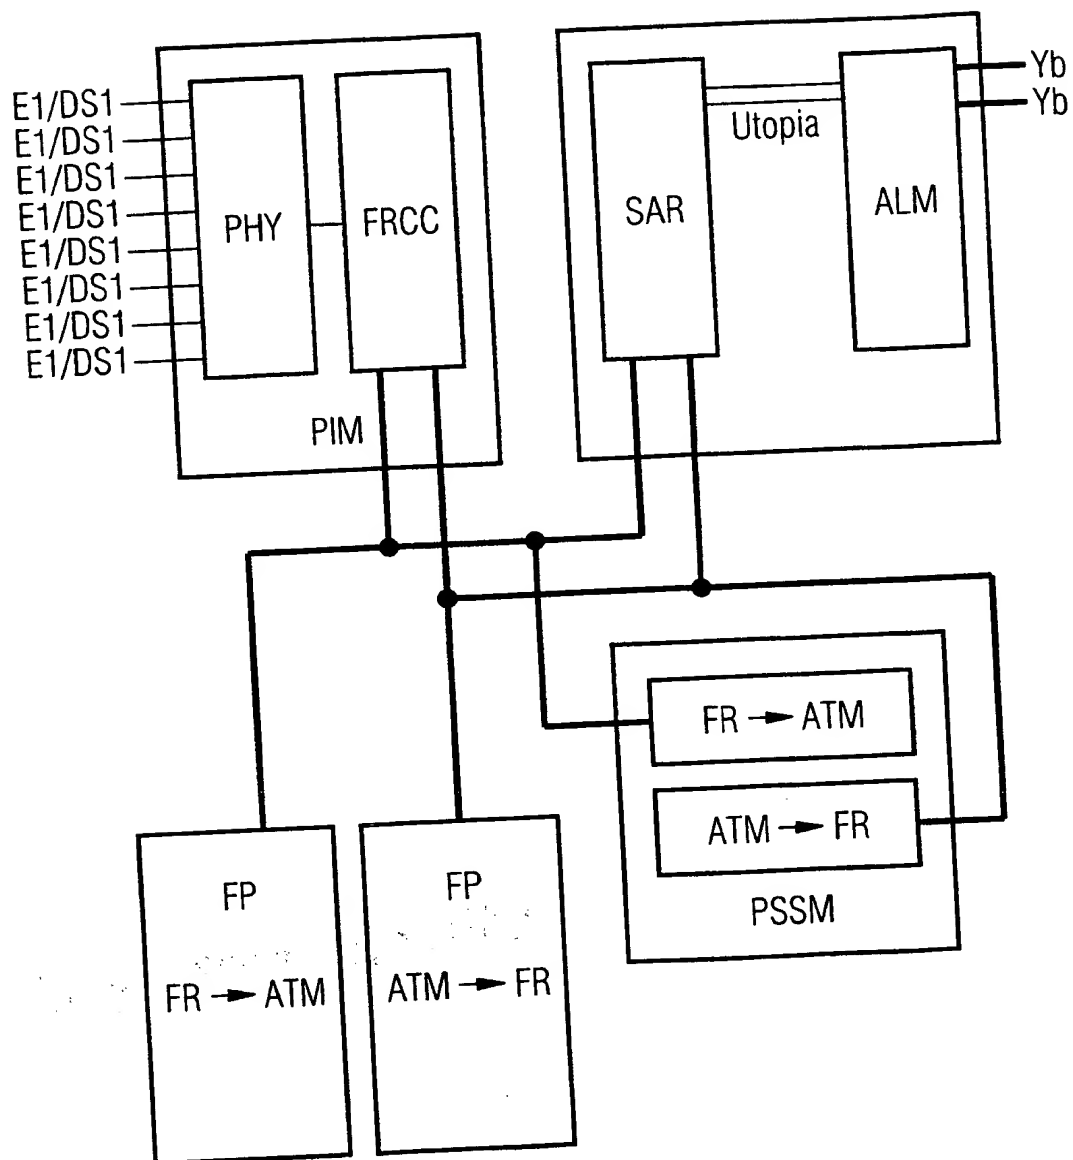 E1/DS1
E1/DS1
E1/DS1
E1/DS1
E1/DS1
E1/DS1
E1/DS1
E1/DS1
PHY
FRCC
PIM
SAR
Utopia
ALM
Yb
Yb
FR → ATM
ATM → FR
PSSM
FP
FR → ATM
FP
ATM → FR